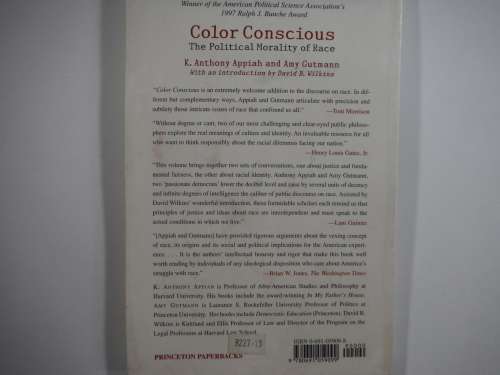 Winner of the American Political Science Association's
1997 Ralph J. Bunche Award
Color Conscious
The Political Morality of Race
K. Anthony Appiah and Amy Gutmann
With an introduction by David B. Wilkins
"Color Conscious is an extremely welcome addition to the discourse on race. In dif-
ferent but complementary ways, Appiah and Gutmann articulate with precision and
subtlety those intricate issues of race that confound us all." —Toni Morrison
"Without dogma or cant, two of our most challenging and clear-eyed public philoso-
phers explore the real meanings of culture and identity. An invaluable resource for all
who want to think responsibly about the racial dilemmas facing our nation."
—Henry Louis Gates, Jr.
"This volume brings together two sets of conversations, one about justice and funda-
mental fairness, the other about racial identity. Anthony Appiah and Amy Gutmann,
two 'passionate democrats' lower the decibel level and raise by several units of decency
and infinite degrees of intelligence the caliber of public discourse on race. Assisted by
David Wilkins' wonderful introduction, these formidable scholars each remind us that
principles of justice and ideas about race are interdependent and must speak to the
actual conditions in which we live." —Lani Guinier
"[Appiah and Gutmann] have provided rigorous arguments about the vexing concept
of race, its origins and its social and political implications for the American experi-
ence. . . . It is the authors' intellectual honesty and rigor that make this book well
worth reading by individuals of any ideological disposition who care about America's
struggle with race." —Brian W. Jones, The Washington Times
K. Anthony Appiah is Professor of Afro-American Studies and Philosophy at
Harvard University. His books include the award-winning In My Father's House.
Amy Gutmann is Laurance S. Rockefeller University Professor of Politics at
Princeton University. Her books include Democratic Education (Princeton). David B.
Wilkins is Kirkland and Ellis Professor of Law and Director of the Program on the
Legal Professions at Harvard Law School.
PRINCETON PAPERBACKS
8227-13
ISBN 0-691-05909-8
90000
9 780691 059099